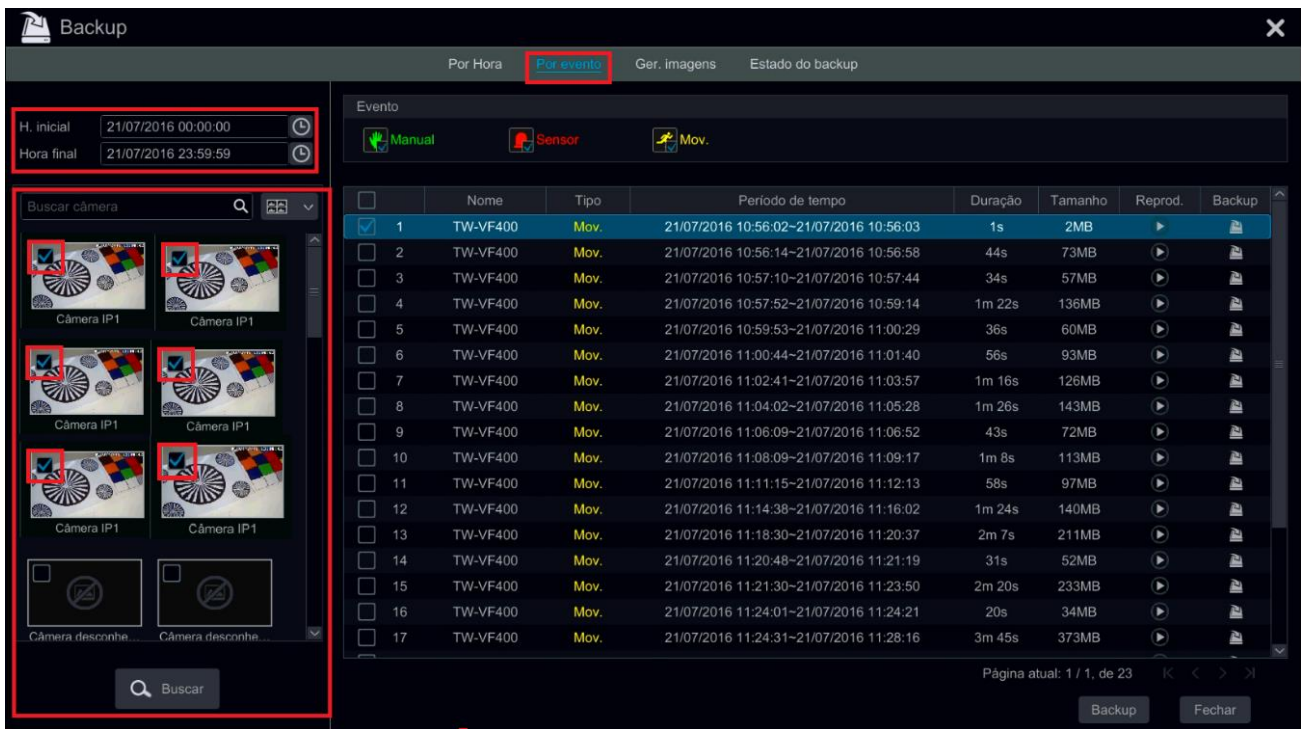 Backup
Por Hora Por evento Ger. imagens Estado do backup
H. inicial 21/07/2016 00:00:00
Hora final 21/07/2016 23:59:59
Buscar câmera
Câmera IP1 Câmera IP1
Câmera IP1 Câmera IP1
Câmera IP1 Câmera IP1
Câmera desconhe... Câmera desconhe...
Buscar
Evento
Manual Sensor Mov.
Nome Tipo Período de tempo Duração Tamanho Reprod. Backup
1 TW-VF400 Mov. 21/07/2016 10:56:02~21/07/2016 10:56:03 1s 2MB
2 TW-VF400 Mov. 21/07/2016 10:56:14~21/07/2016 10:56:58 44s 73MB
3 TW-VF400 Mov. 21/07/2016 10:57:10~21/07/2016 10:57:44 34s 57MB
4 TW-VF400 Mov. 21/07/2016 10:57:52~21/07/2016 10:59:14 1m 22s 136MB
5 TW-VF400 Mov. 21/07/2016 10:59:53~21/07/2016 11:00:29 36s 60MB
6 TW-VF400 Mov. 21/07/2016 11:00:44~21/07/2016 11:01:40 56s 93MB
7 TW-VF400 Mov. 21/07/2016 11:02:41~21/07/2016 11:03:57 1m 16s 126MB
8 TW-VF400 Mov. 21/07/2016 11:04:02~21/07/2016 11:05:28 1m 26s 143MB
9 TW-VF400 Mov. 21/07/2016 11:06:09~21/07/2016 11:06:52 43s 72MB
10 TW-VF400 Mov. 21/07/2016 11:08:09~21/07/2016 11:09:17 1m 8s 113MB
11 TW-VF400 Mov. 21/07/2016 11:11:15~21/07/2016 11:12:13 58s 97MB
12 TW-VF400 Mov. 21/07/2016 11:14:38~21/07/2016 11:16:02 1m 24s 140MB
13 TW-VF400 Mov. 21/07/2016 11:18:30~21/07/2016 11:20:37 2m 7s 211MB
14 TW-VF400 Mov. 21/07/2016 11:20:48~21/07/2016 11:21:19 31s 52MB
15 TW-VF400 Mov. 21/07/2016 11:21:30~21/07/2016 11:23:50 2m 20s 233MB
16 TW-VF400 Mov. 21/07/2016 11:24:01~21/07/2016 11:24:21 20s 34MB
17 TW-VF400 Mov. 21/07/2016 11:24:31~21/07/2016 11:28:16 3m 45s 373MB
Página atual: 1 / 1, de 23
Backup Fechar